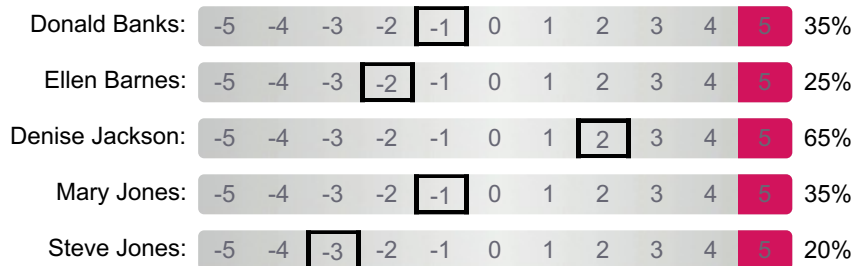 Donald Banks: -5 -4 -3 -2 -1 0 1 2 3 4 5 35%
Ellen Barnes: -5 -4 -3 -2 -1 0 1 2 3 4 5 25%
Denise Jackson: -5 -4 -3 -2 -1 0 1 2 3 4 5 65%
Mary Jones: -5 -4 -3 -2 -1 0 1 2 3 4 5 35%
Steve Jones: -5 -4 -3 -2 -1 0 1 2 3 4 5 20%